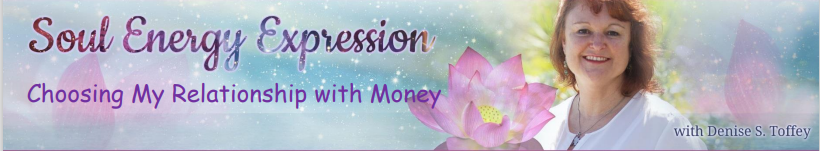 Soul Energy Expression
Choosing My Relationship with Money
with Denise S. Toffey